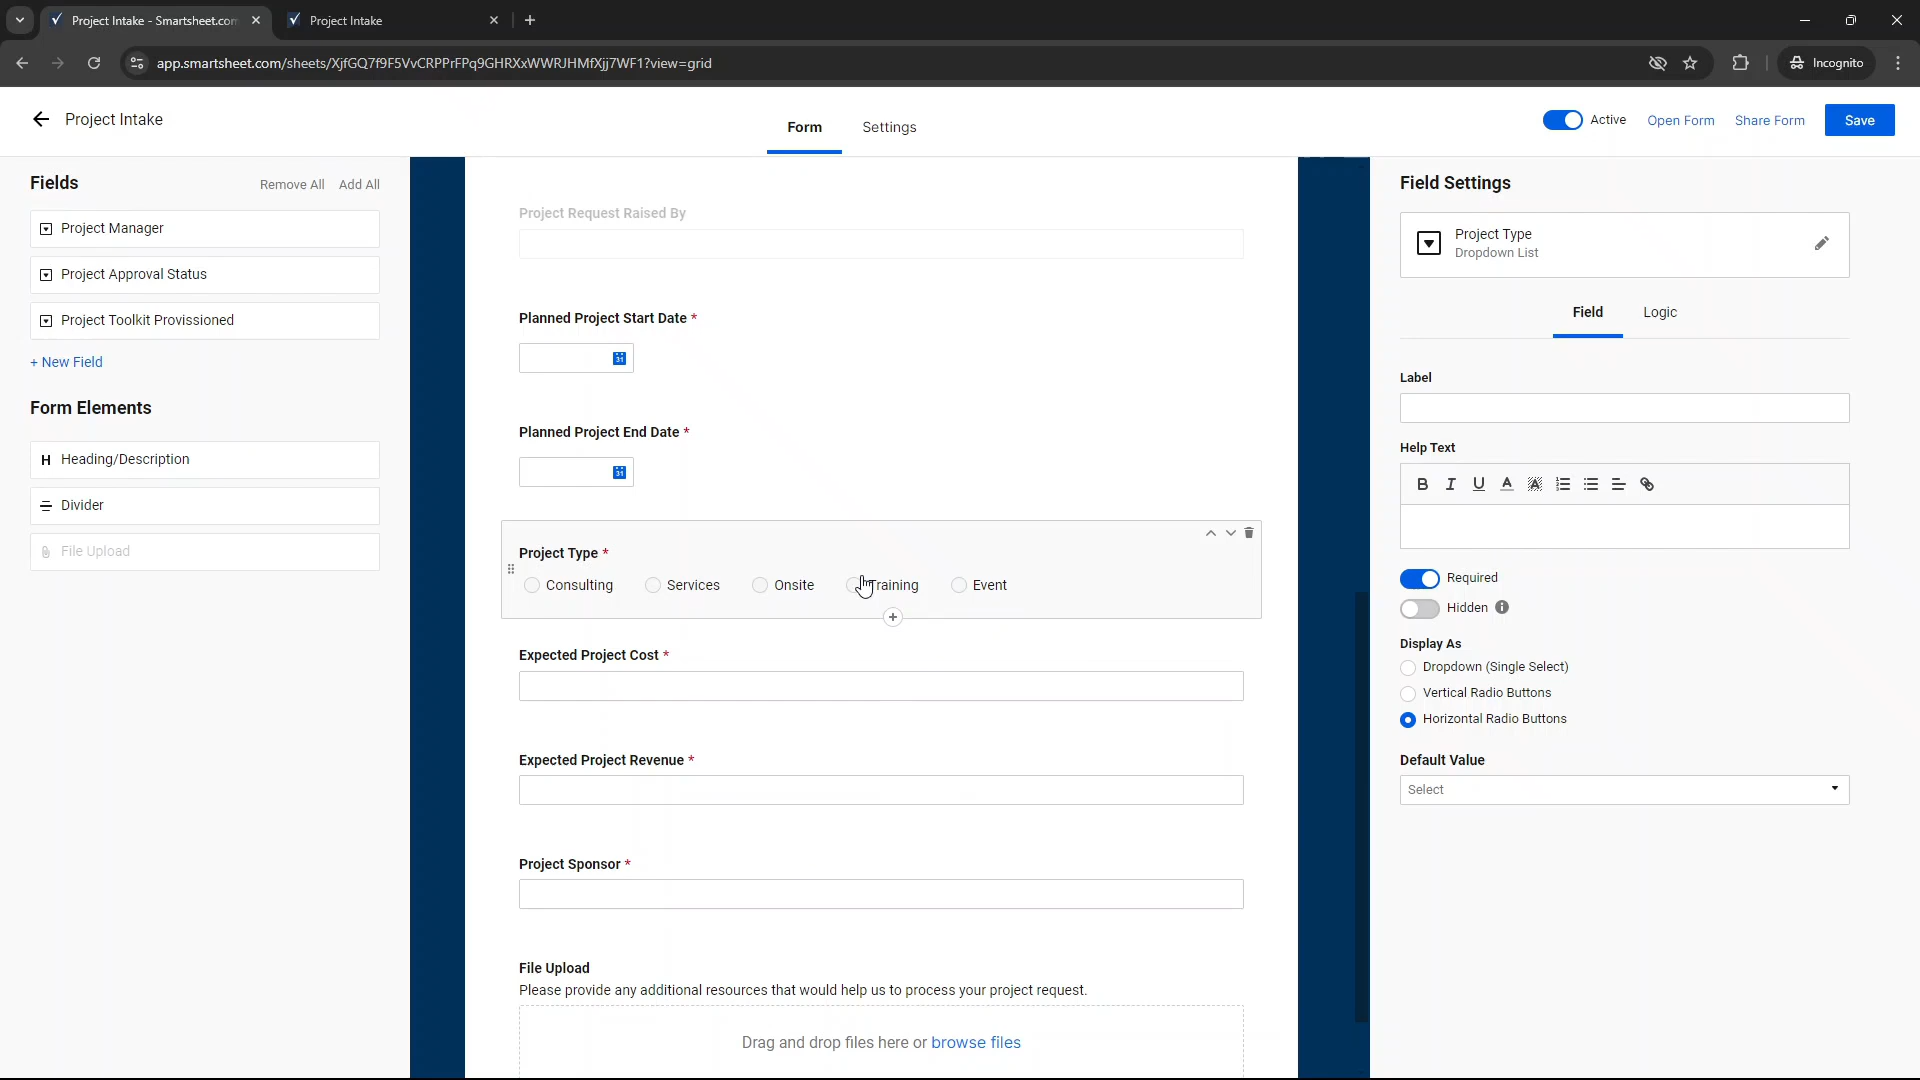 Project Intake - Smartsheet.com
Project Intake
app.smartsheet.com/sheets/XjfGQ7f9F5VvCRPPrFPq9GHRXxWWRJHMfXjj7WF1?view=grid
Incognito
Project Intake
Form
Settings
Active
Open Form
Share Form
Save
Fields
Remove All
Add All
Project Manager
Project Approval Status
Project Toolkit Provissioned
+ New Field
Form Elements
H Heading/Description
Divider
File Upload
Project Request Raised By
Planned Project Start Date *
31
Planned Project End Date *
31
Project Type *
Consulting
Services
Onsite
Training
Event
Expected Project Cost *
Expected Project Revenue *
Project Sponsor *
File Upload
Please provide any additional resources that would help us to process your project request.
Drag and drop files here or browse files
Field Settings
Project Type
Dropdown List
Field
Logic
Label
Help Text
B I U A A
Required
Hidden
Display As
Dropdown (Single Select)
Vertical Radio Buttons
Horizontal Radio Buttons
Default Value
Select